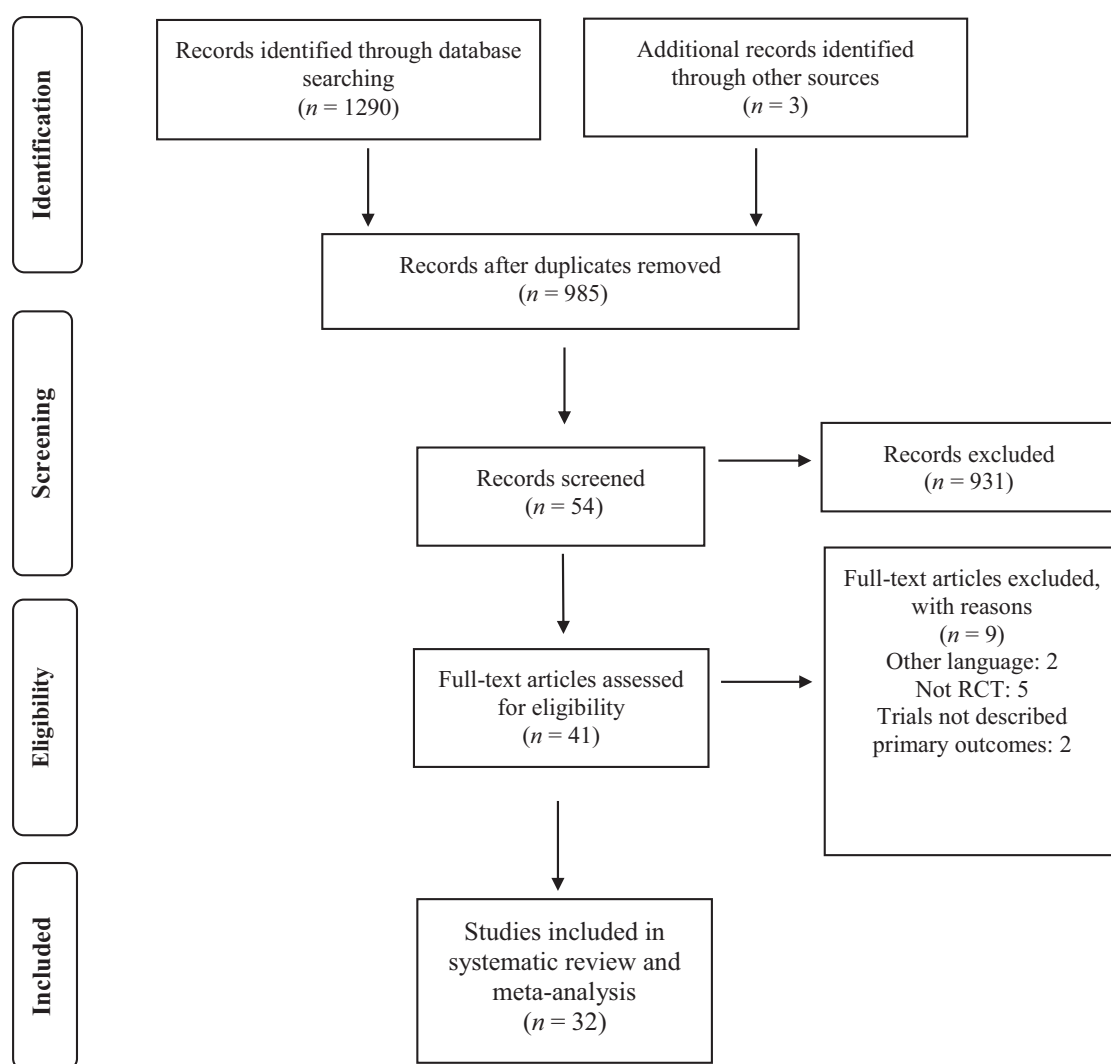 Identification
Records identified through database
searching
(n = 1290)
Additional records identified
through other sources
(n = 3)
Records after duplicates removed
(n = 985)
Screening
Records screened
(n = 54)
Records excluded
(n = 931)
Eligibility
Full-text articles assessed
for eligibility
(n = 41)
Full-text articles excluded,
with reasons
(n = 9)
Other language: 2
Not RCT: 5
Trials not described
primary outcomes: 2
Included
Studies included in
systematic review and
meta-analysis
(n = 32)